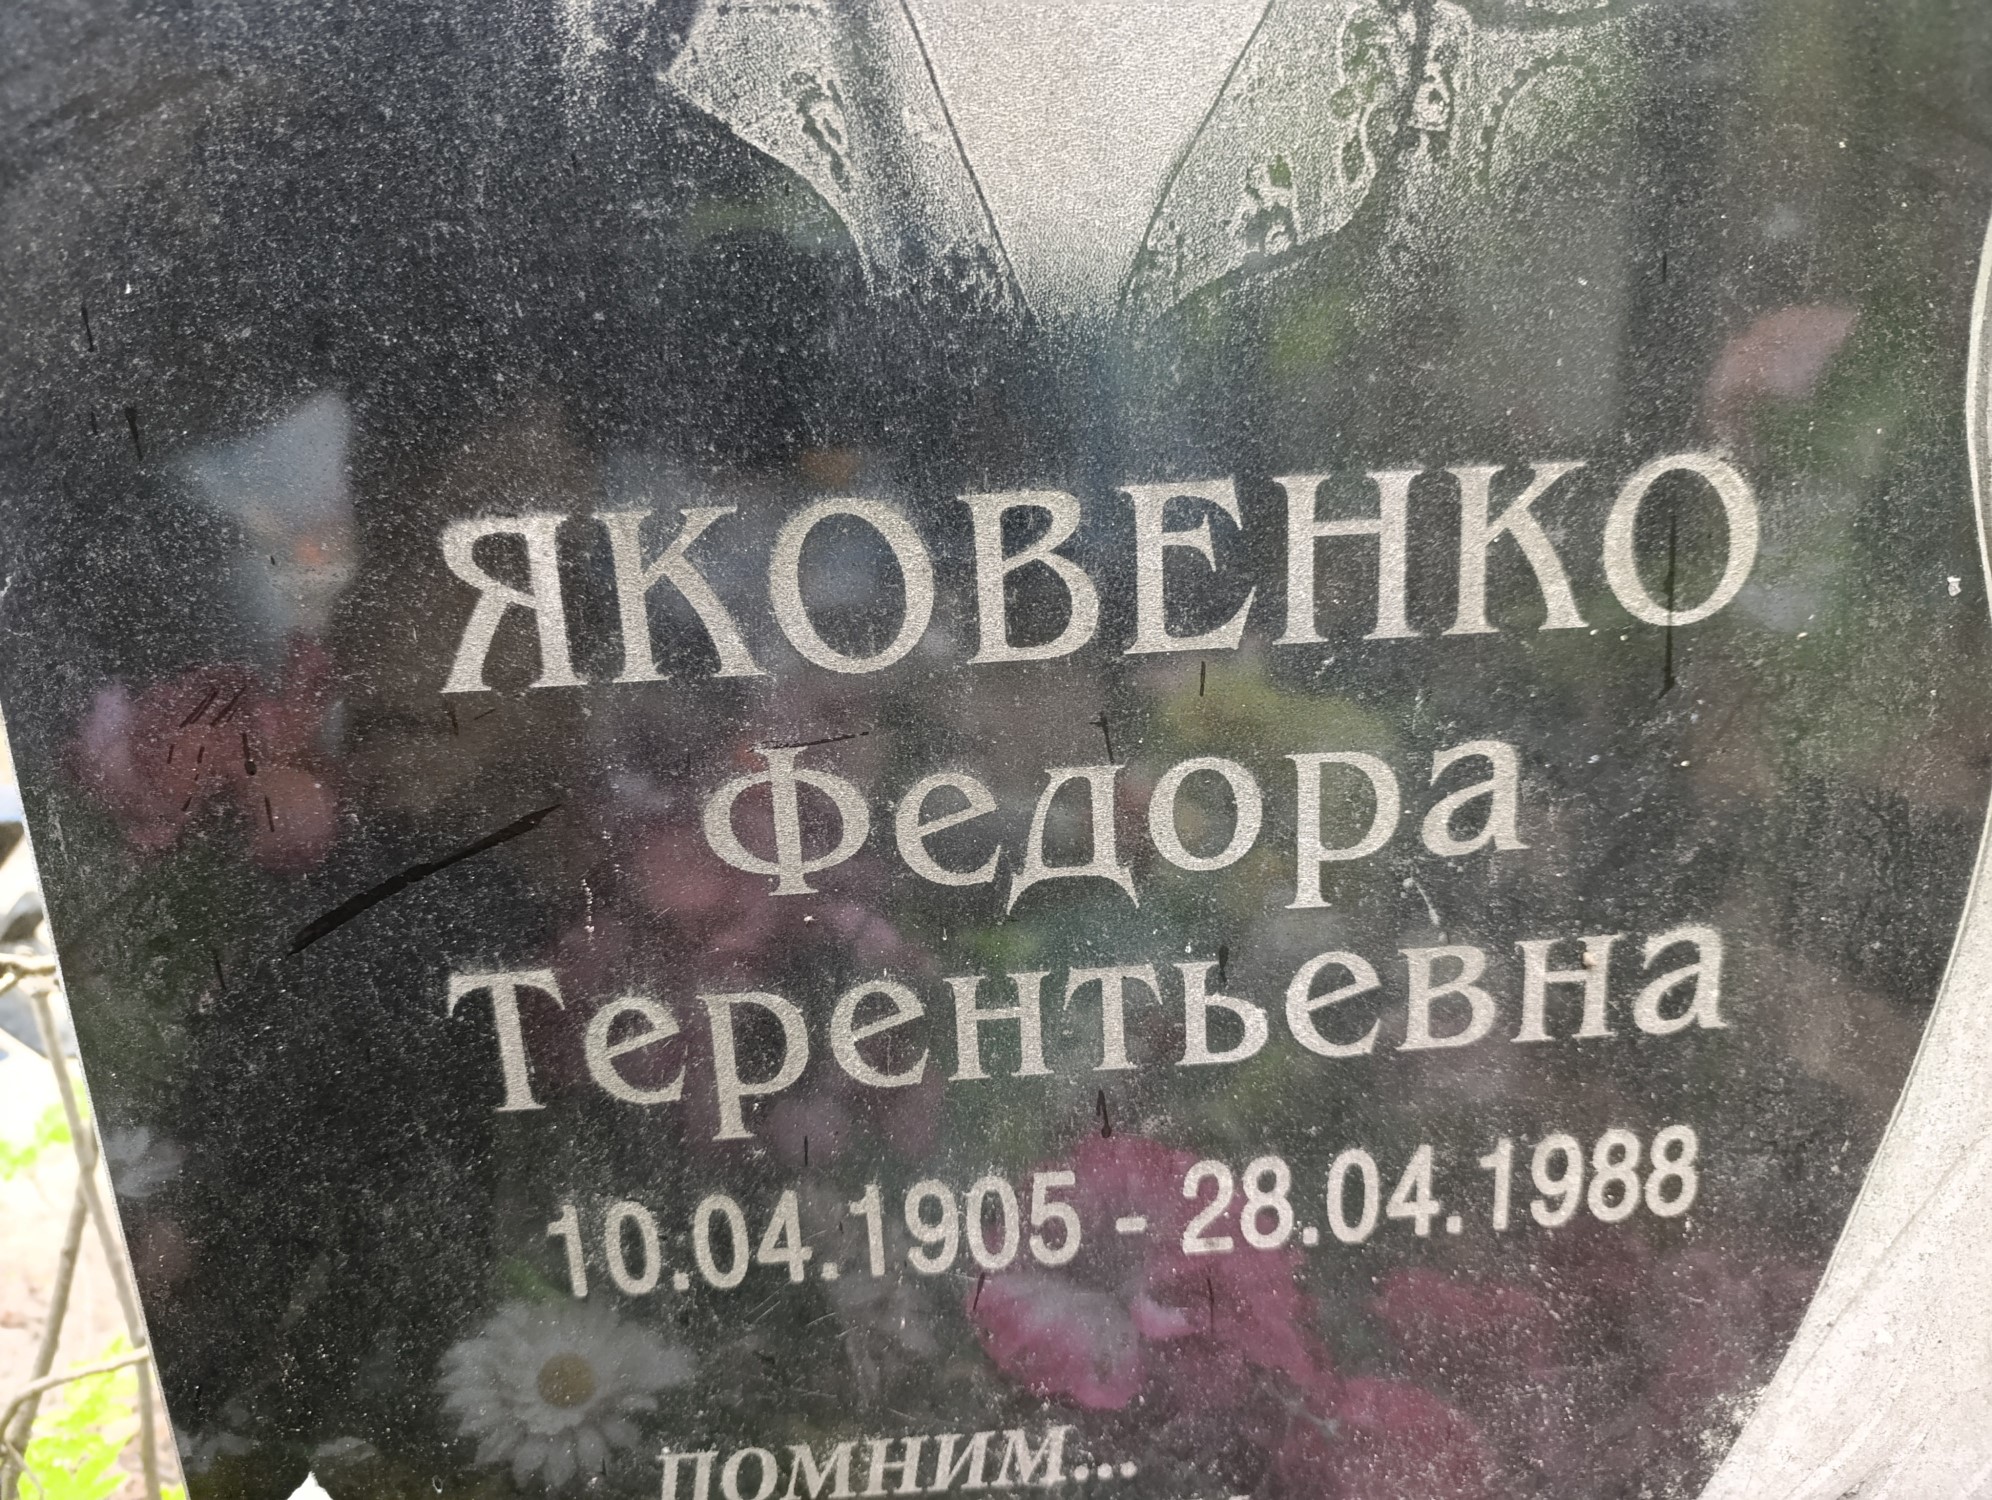 ЯКОВЕНКО
Федора
Терентьевна
10.04.1905 - 28.04.1988
помним...